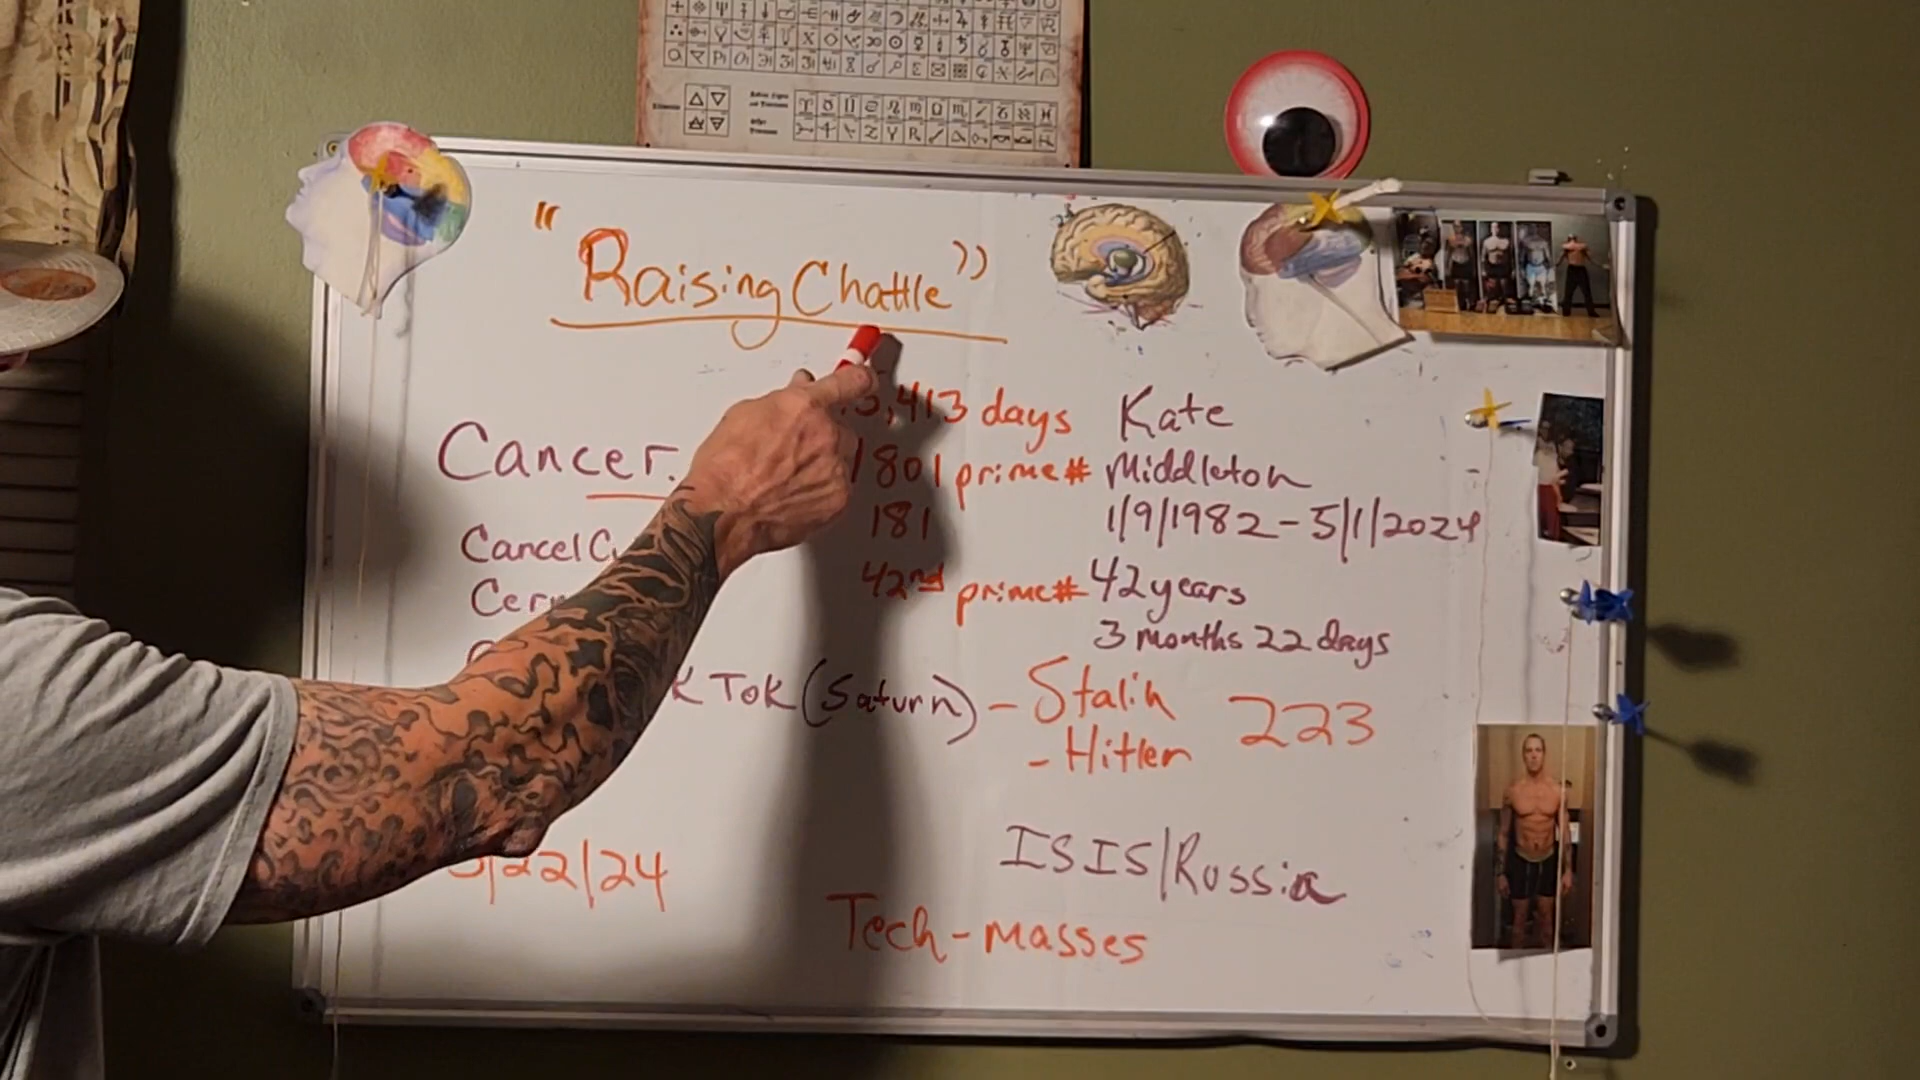 "Raising Chattle"
Cancer.
Cancel
,413 days
1801 prime#
181
42nd prime#
Kate
Middleton
1/9/1982 - 5/1/2024
42 years
3 months 22 days
K TOK (Saturn) - Stalin
- Hitler
223
/22/24
ISIS/Russia
Tech - masses